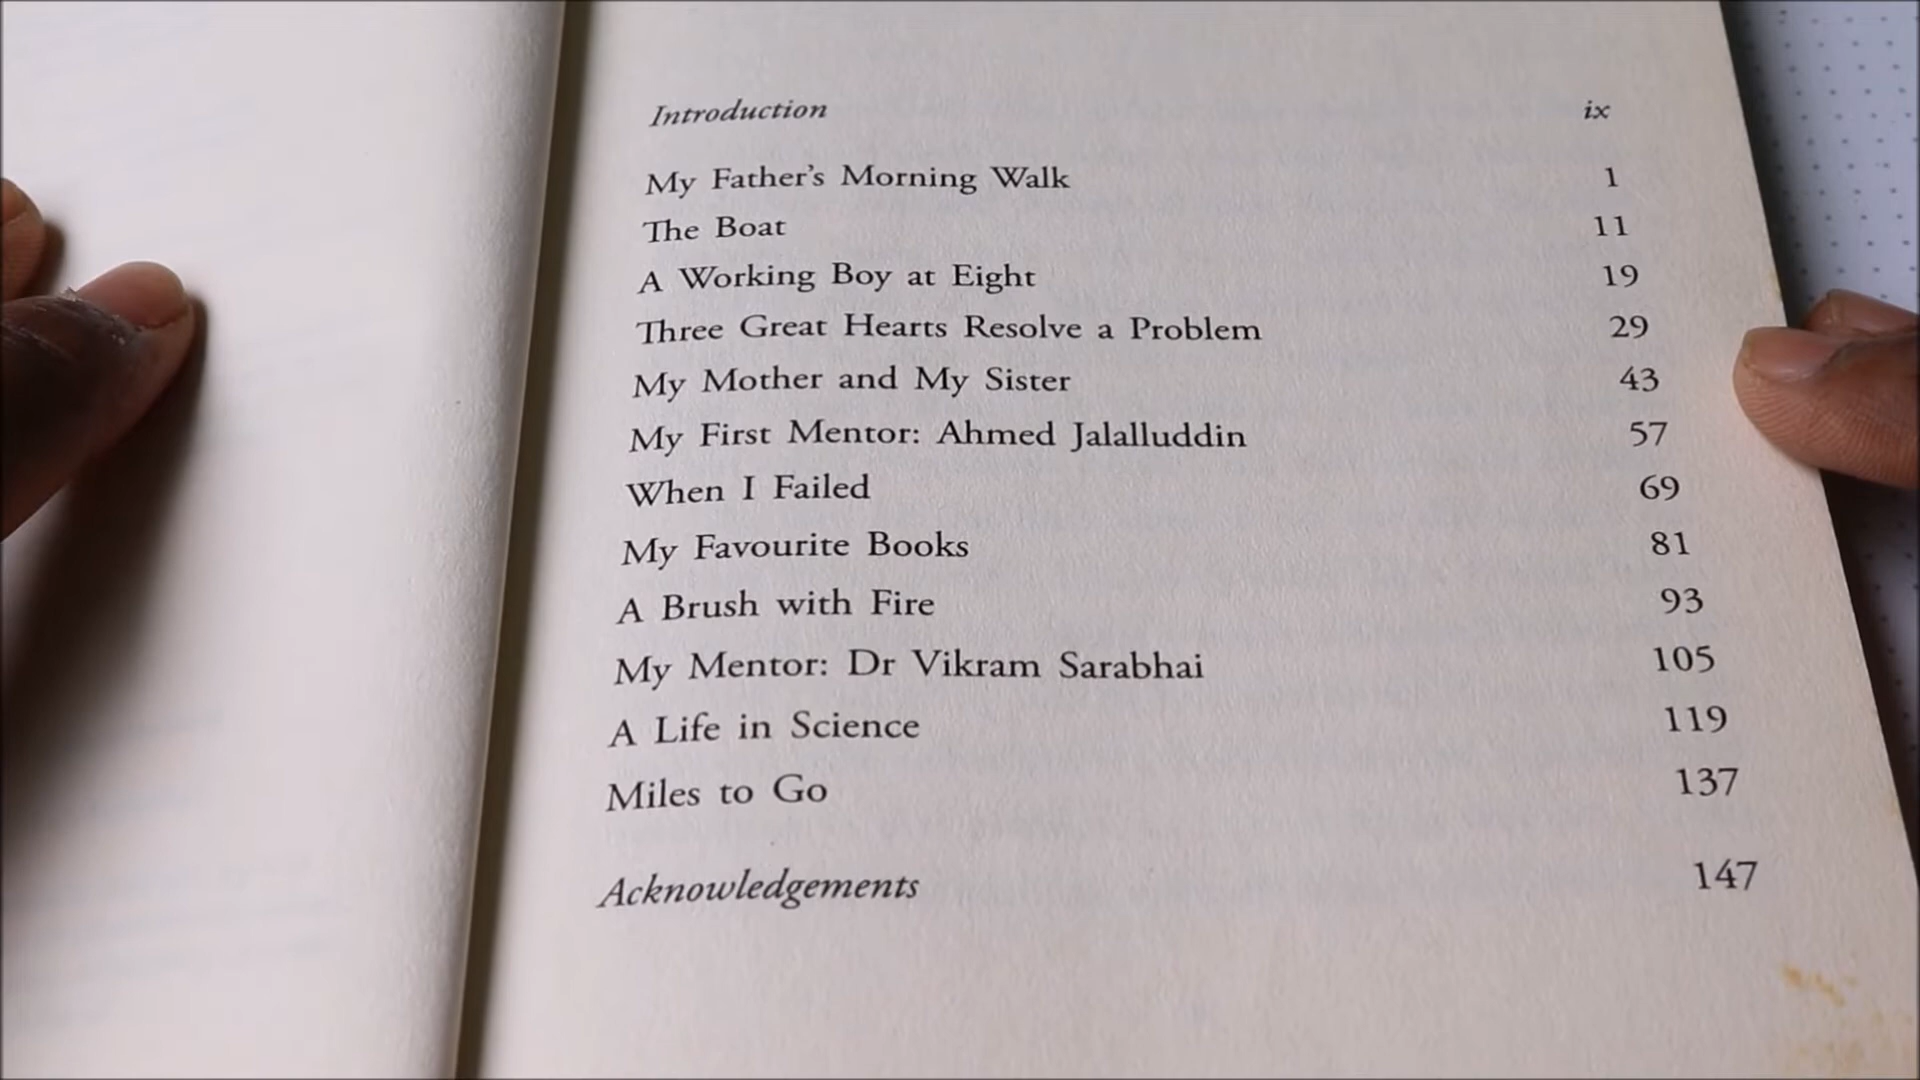 Introduction ix
My Father's Morning Walk 1
The Boat 11
A Working Boy at Eight 19
Three Great Hearts Resolve a Problem 29
My Mother and My Sister 43
My First Mentor: Ahmed Jalalluddin 57
When I Failed 69
My Favourite Books 81
A Brush with Fire 93
My Mentor: Dr Vikram Sarabhai 105
A Life in Science 119
Miles to Go 137
Acknowledgements 147